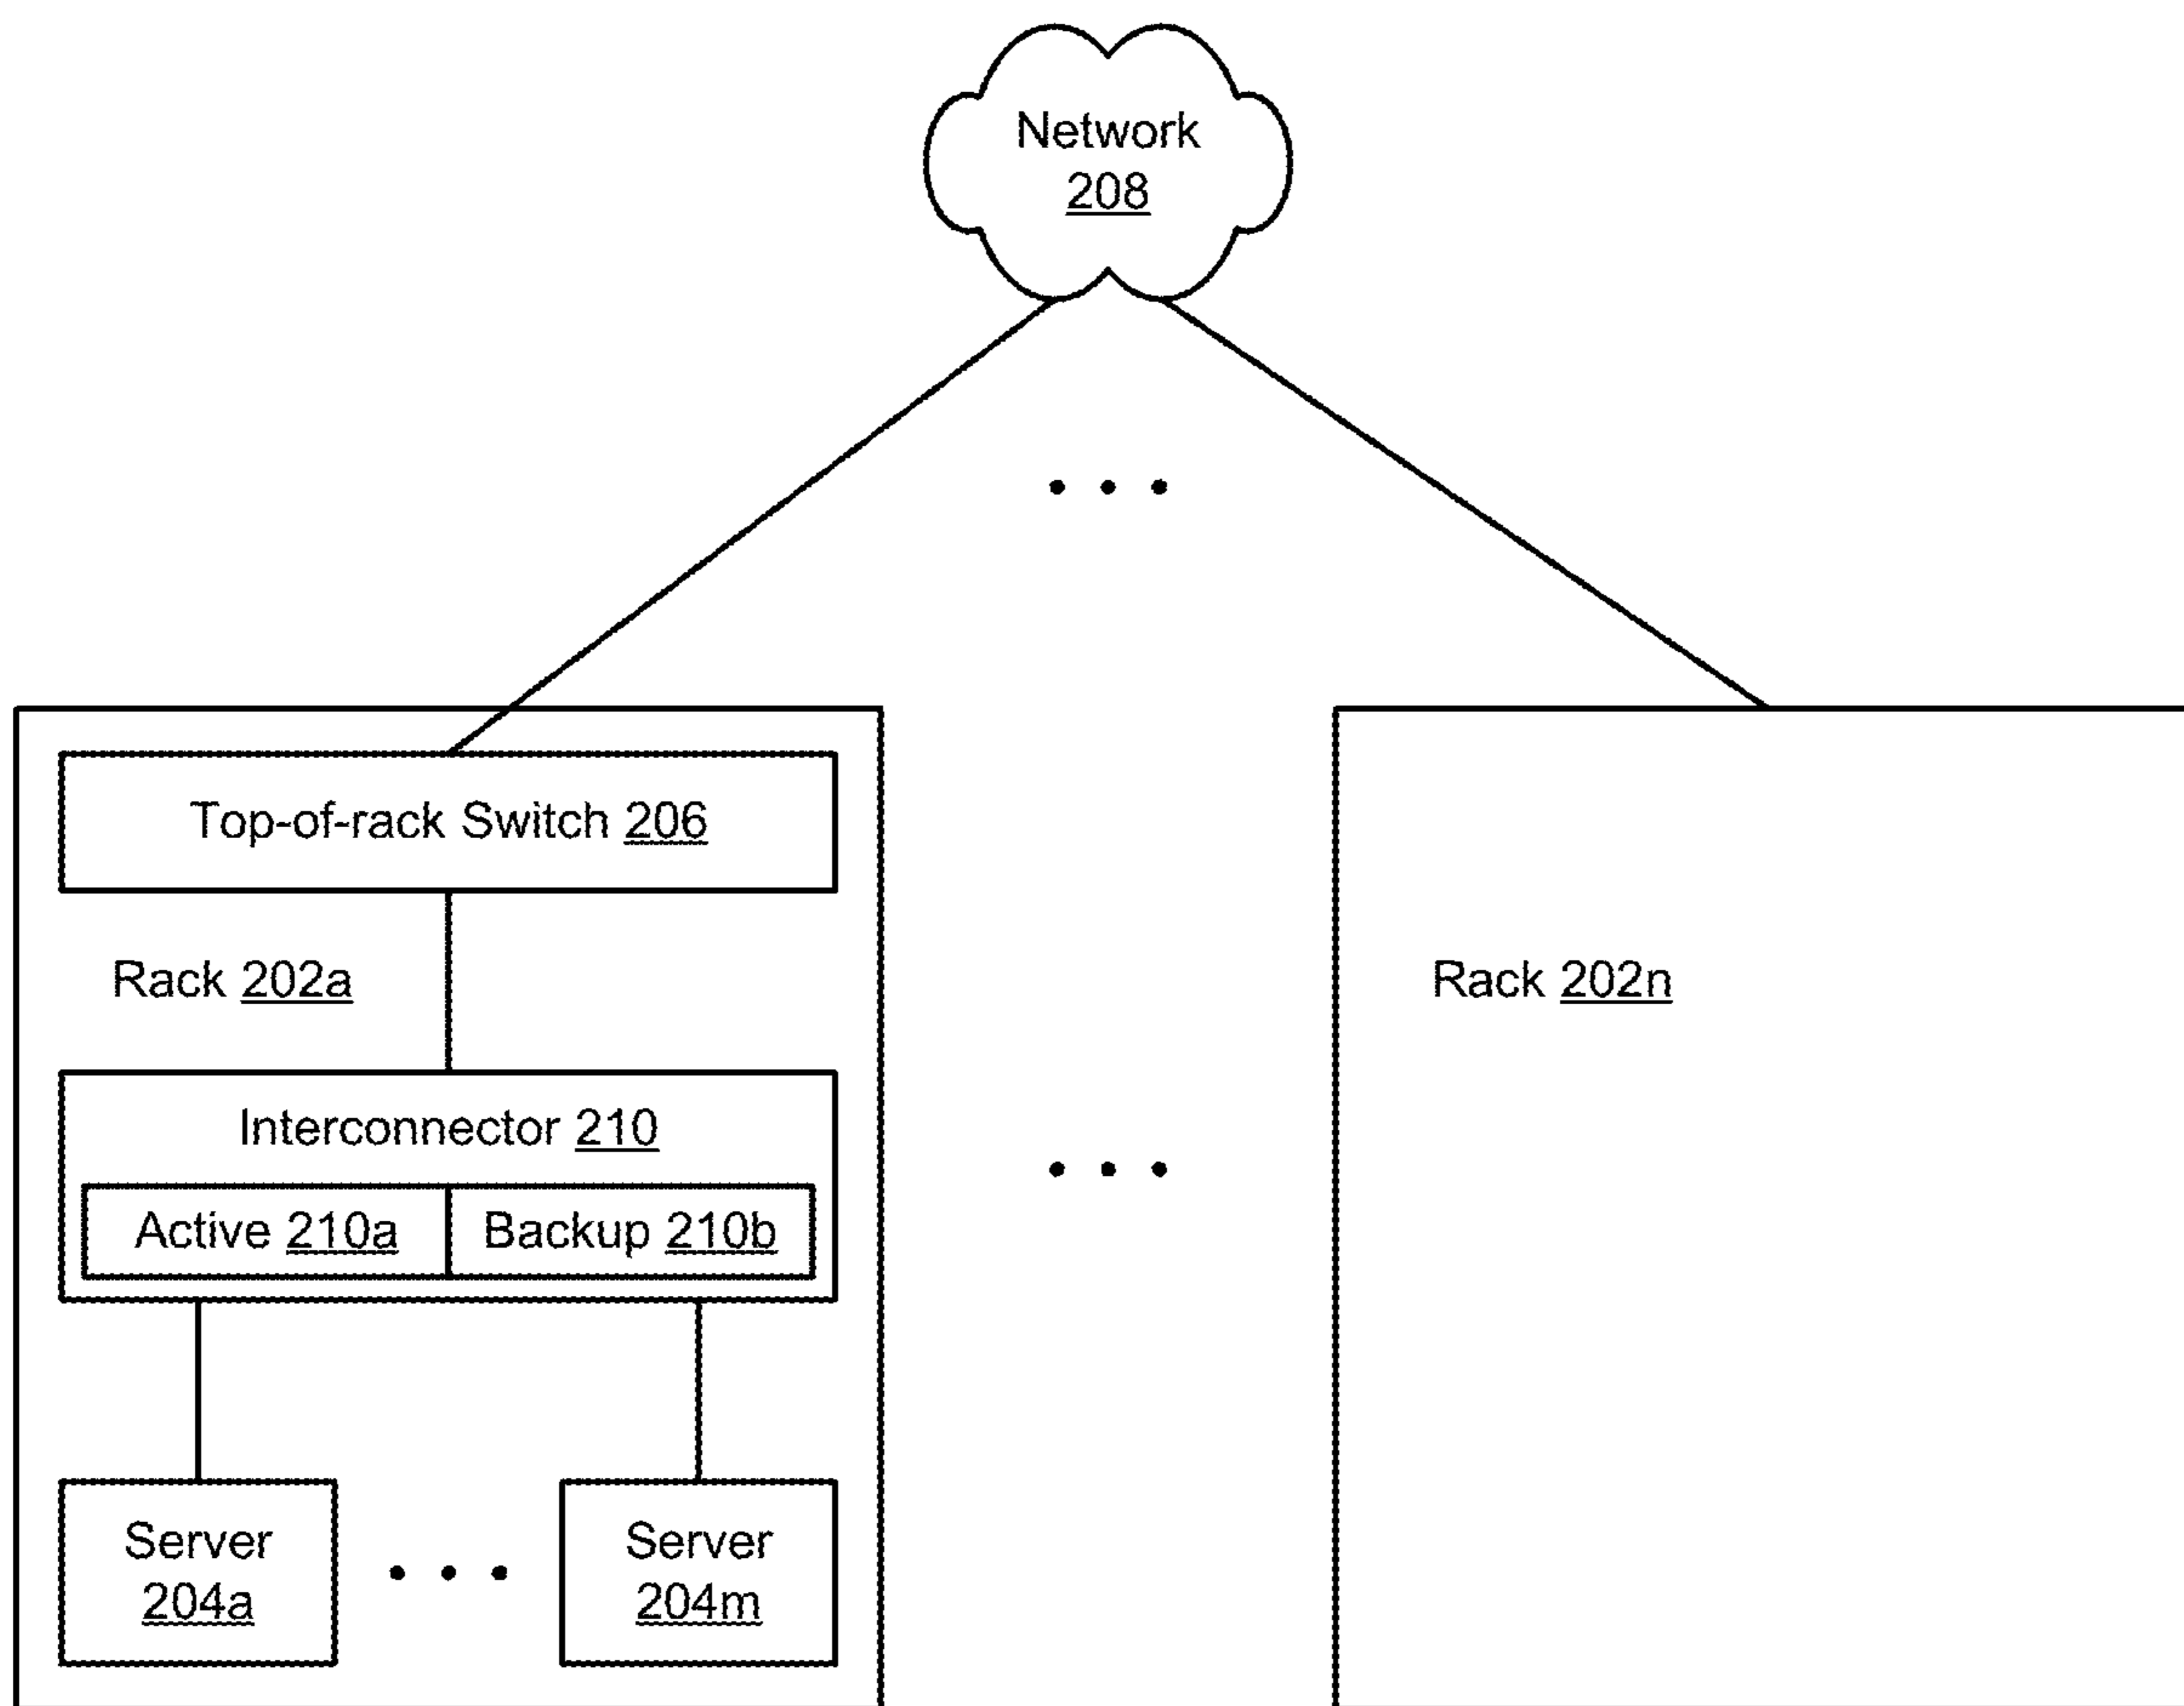 Network
208
Top-of-rack Switch 206
Rack 202a
Rack 202n
Interconnector 210
Active 210a
Backup 210b
Server
204a
Server
204m